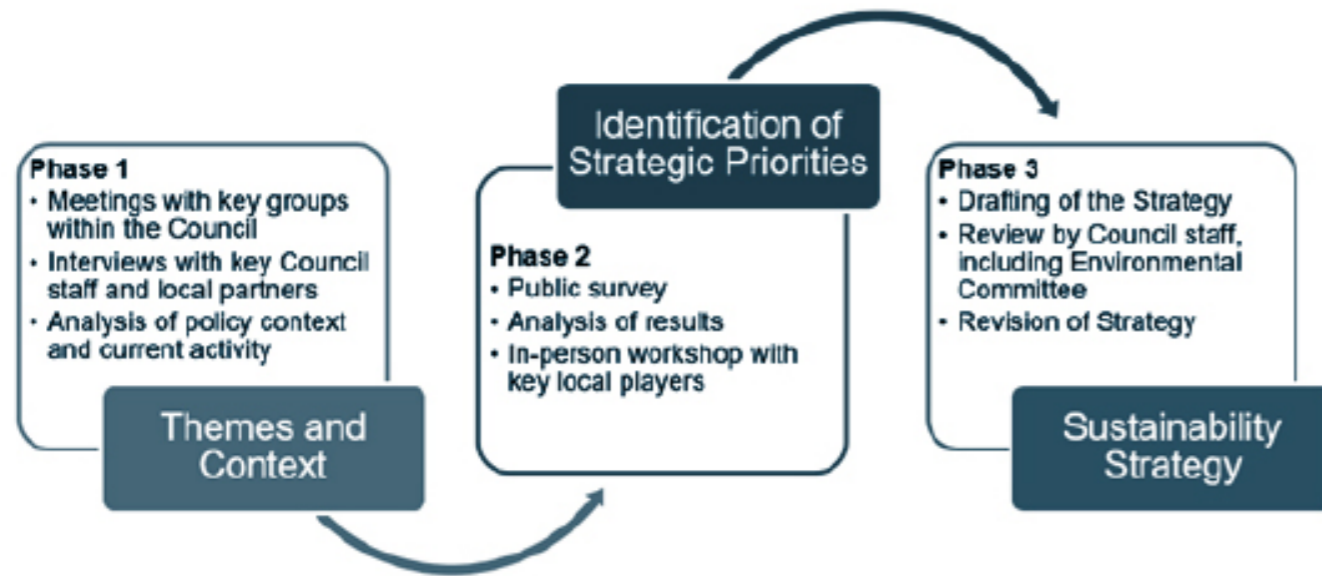 Phase 1
• Meetings with key groups
within the Council
• Interviews with key Council
staff and local partners
• Analysis of policy context
and current activity
Themes and
Context
Identification of
Strategic Priorities
Phase 2
• Public survey
• Analysis of results
• In-person workshop with
key local players
Phase 3
• Drafting of the Strategy
• Review by Council staff,
including Environmental
Committee
• Revision of Strategy
Sustainability
Strategy